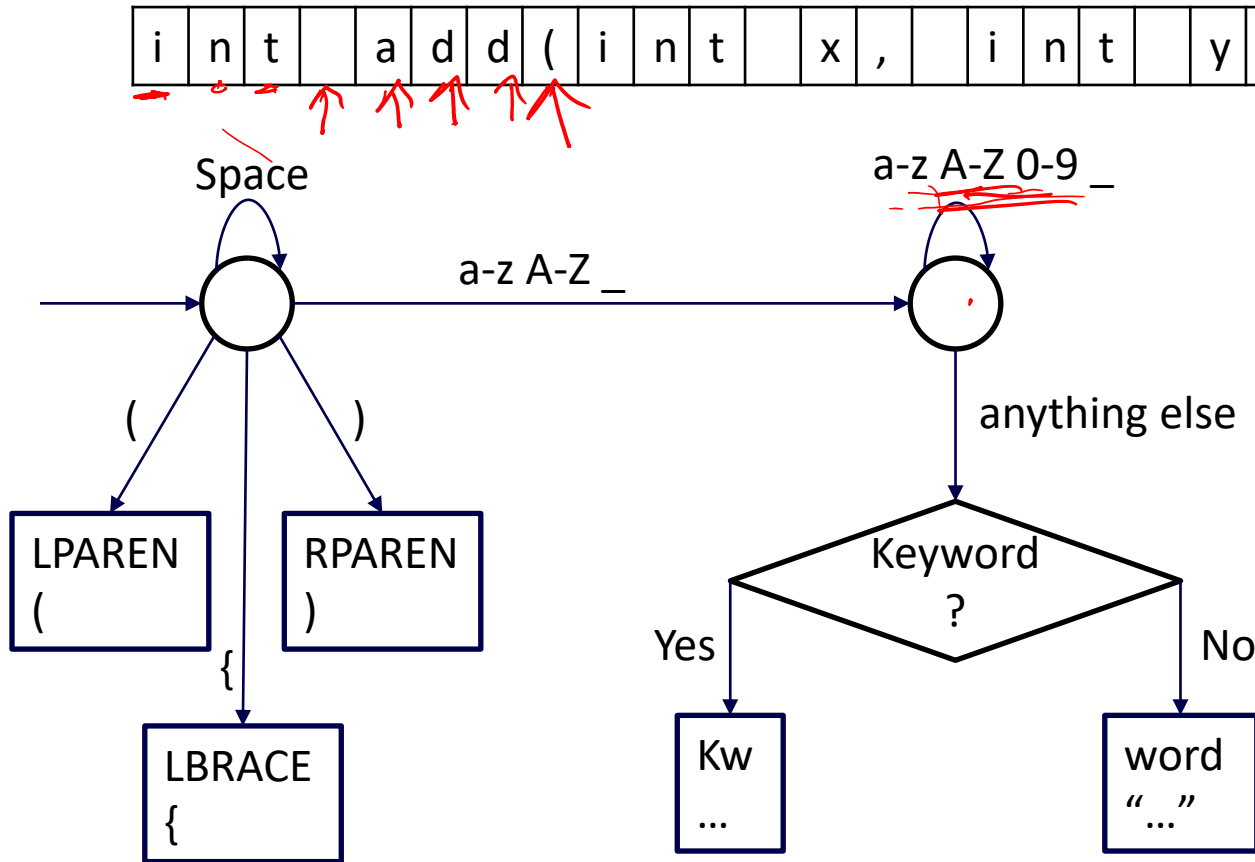 i n t a d d ( i n t x , i n t y
Space
a-z A-Z 0-9 _
a-z A-Z _
( )
anything else
LPAREN
(
RPAREN
)
Keyword
?
{
Yes
No
LBRACE
{
Kw
...
word
“...”